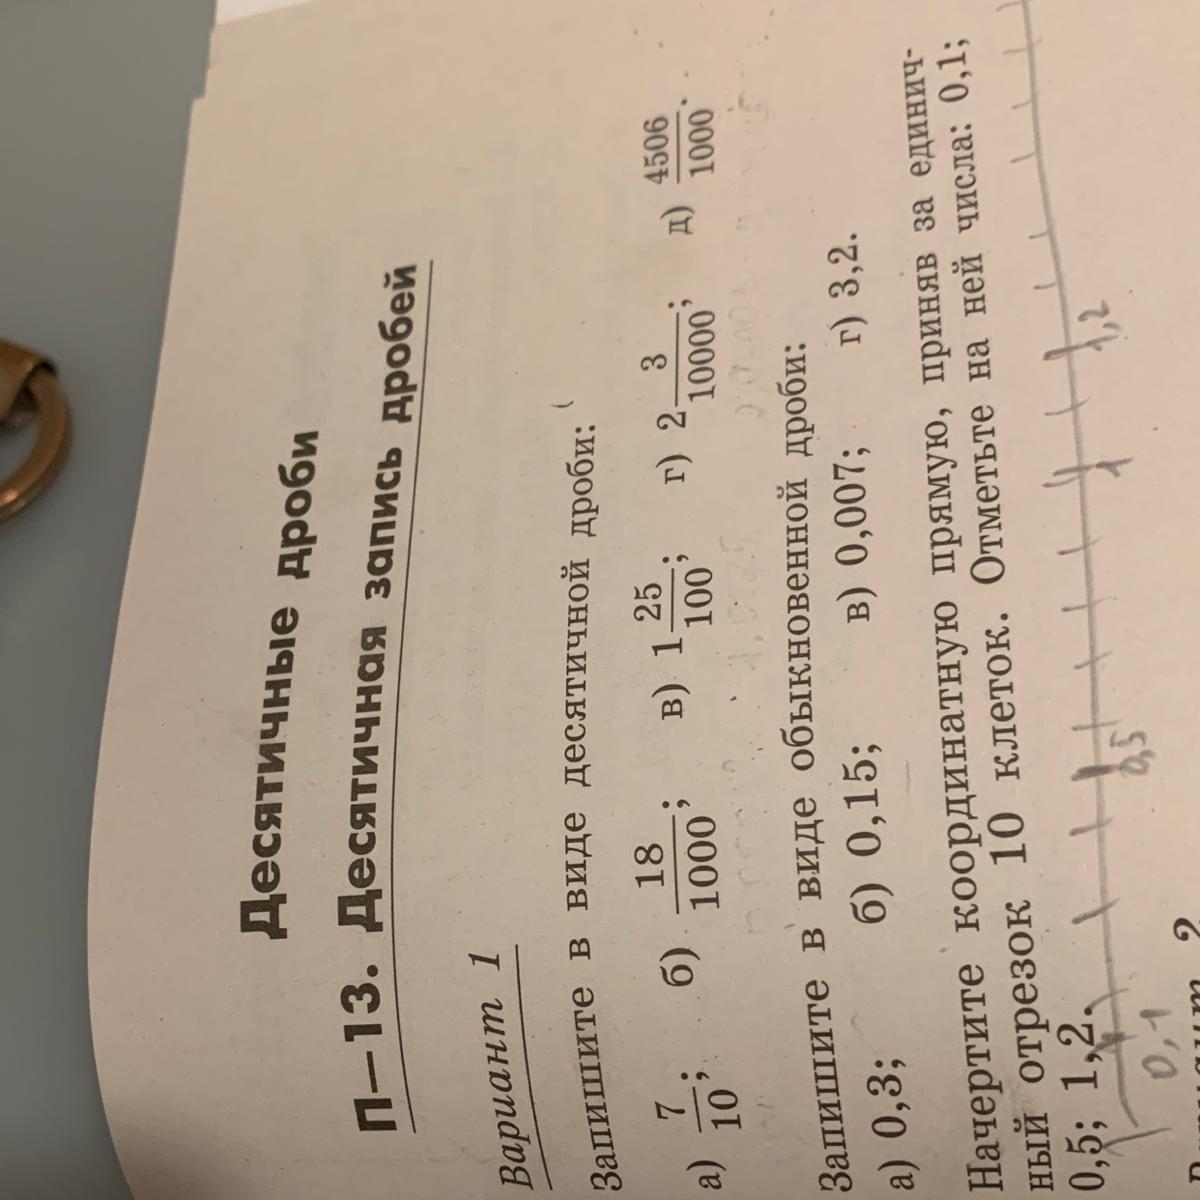 Десятичные дроби
П—13. Десятичная запись дробей
Вариант 1
Запишите в виде десятичной дроби:
а) 7/10; б) 18/1000; в) 1 25/100; г) 2 3/10000; д) 4506/1000.
Запишите в виде обыкновенной дроби:
а) 0,3; б) 0,15; в) 0,007; г) 3,2.
Начертите координатную прямую, приняв за единич-
ный отрезок 10 клеток. Отметьте на ней числа: 0,1;
0,5; 1,2.
0,1 0,5 1 1,2